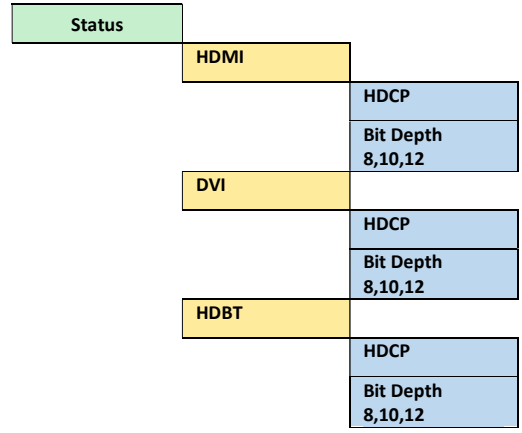 Status
HDMI
HDCP
Bit Depth
8,10,12
DVI
HDCP
Bit Depth
8,10,12
HDBT
HDCP
Bit Depth
8,10,12